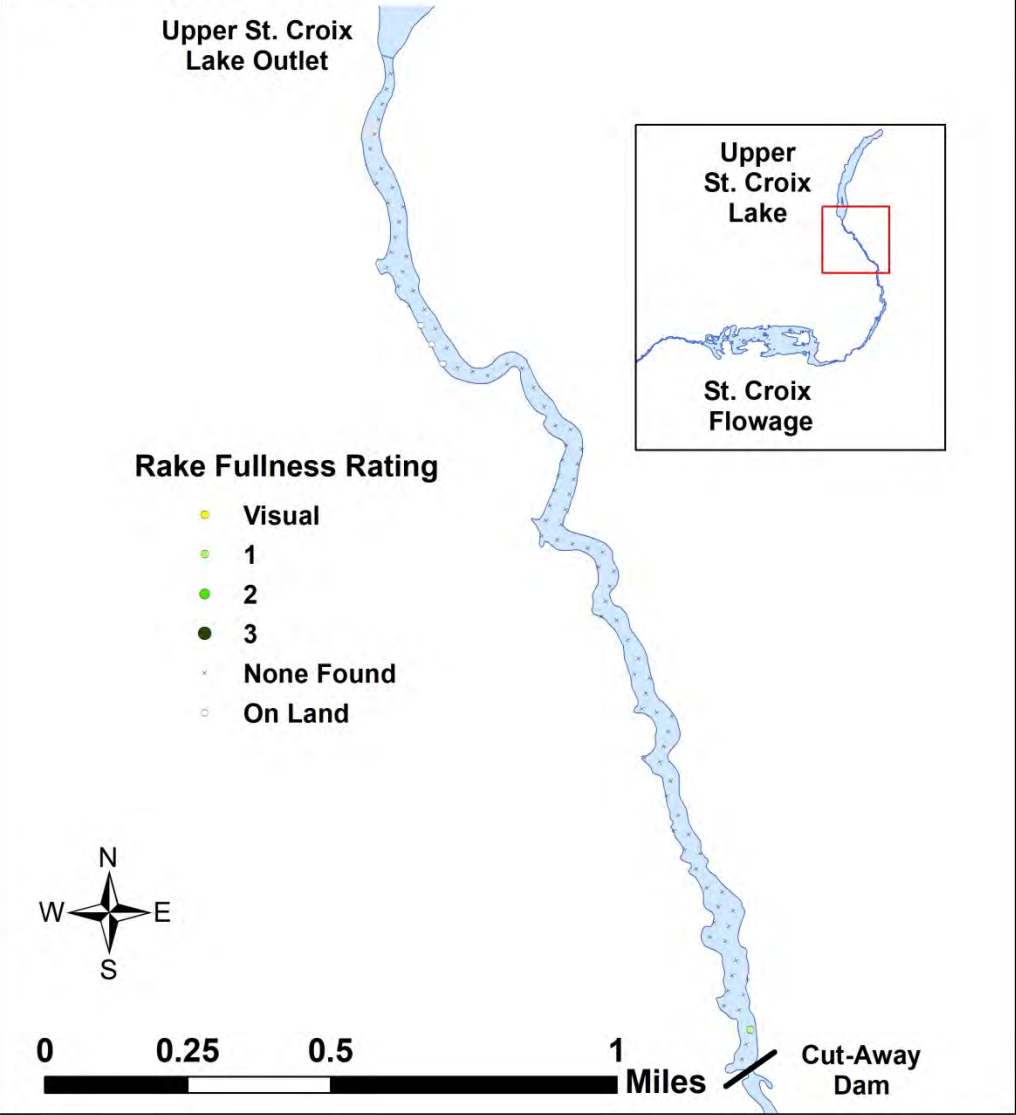 Upper St. Croix
Lake Outlet
Upper
St. Croix
Lake
St. Croix
Flowage
Rake Fullness Rating
Visual
1
2
3
None Found
On Land
N
W E
S
0 0.25 0.5 1
Miles
Cut-Away
Dam